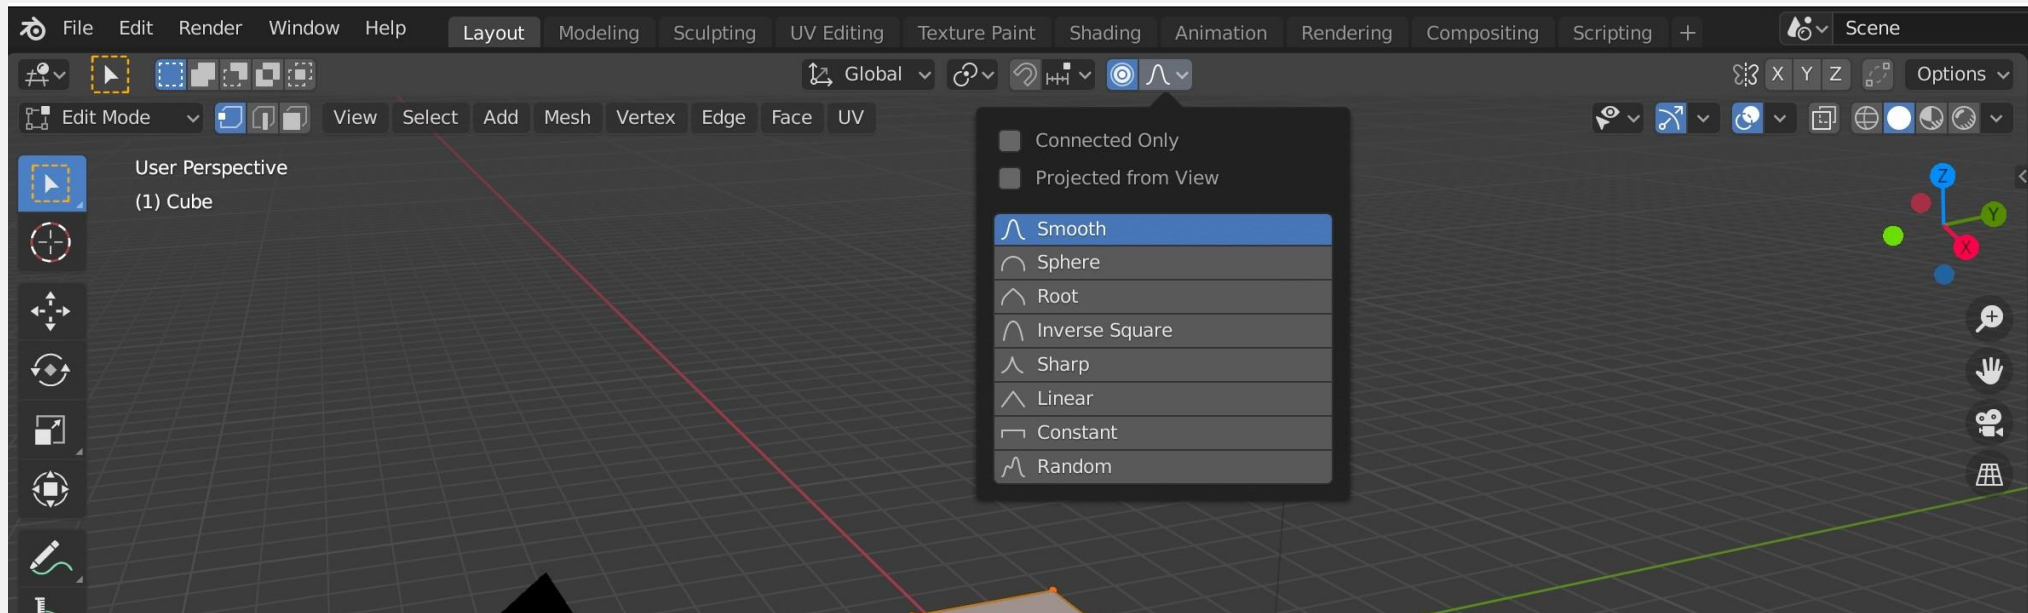 File Edit Render Window Help Layout Modeling Sculpting UV Editing Texture Paint Shading Animation Rendering Compositing Scripting + Scene
Global X Y Z Options
Edit Mode View Select Add Mesh Vertex Edge Face UV
User Perspective
(1) Cube
Connected Only
Projected from View
Smooth
Sphere
Root
Inverse Square
Sharp
Linear
Constant
Random
Z
Y
X